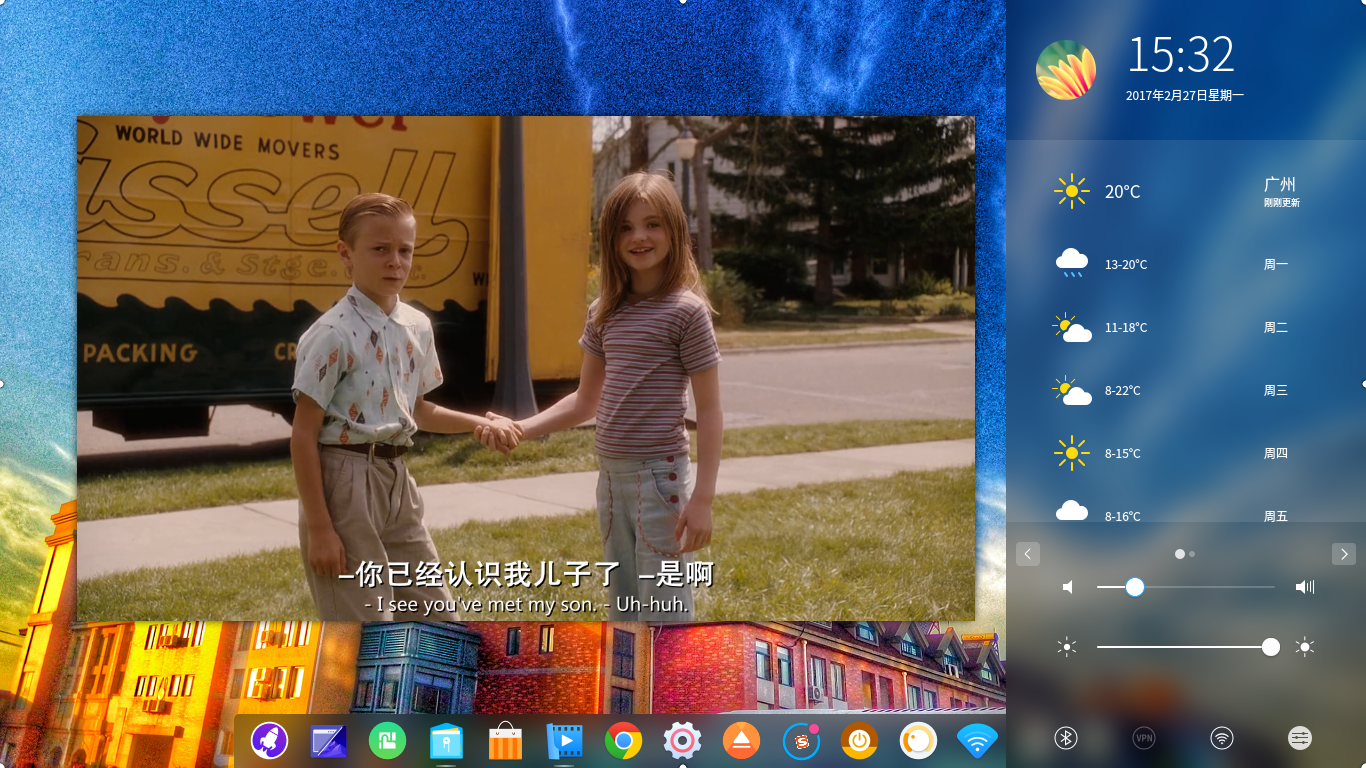 WORLD WIDE MOVERS
ssell
rans. & Stge.
PACKING
–你已经认识我儿子了 –是啊
- I see you've met my son. - Uh-huh.
15:32
2017年2月27日星期一
20°C
广州
刚刚更新
13-20°C 周一
11-18°C 周二
8-22°C 周三
8-15°C 周四
8-16°C 周五
VPN